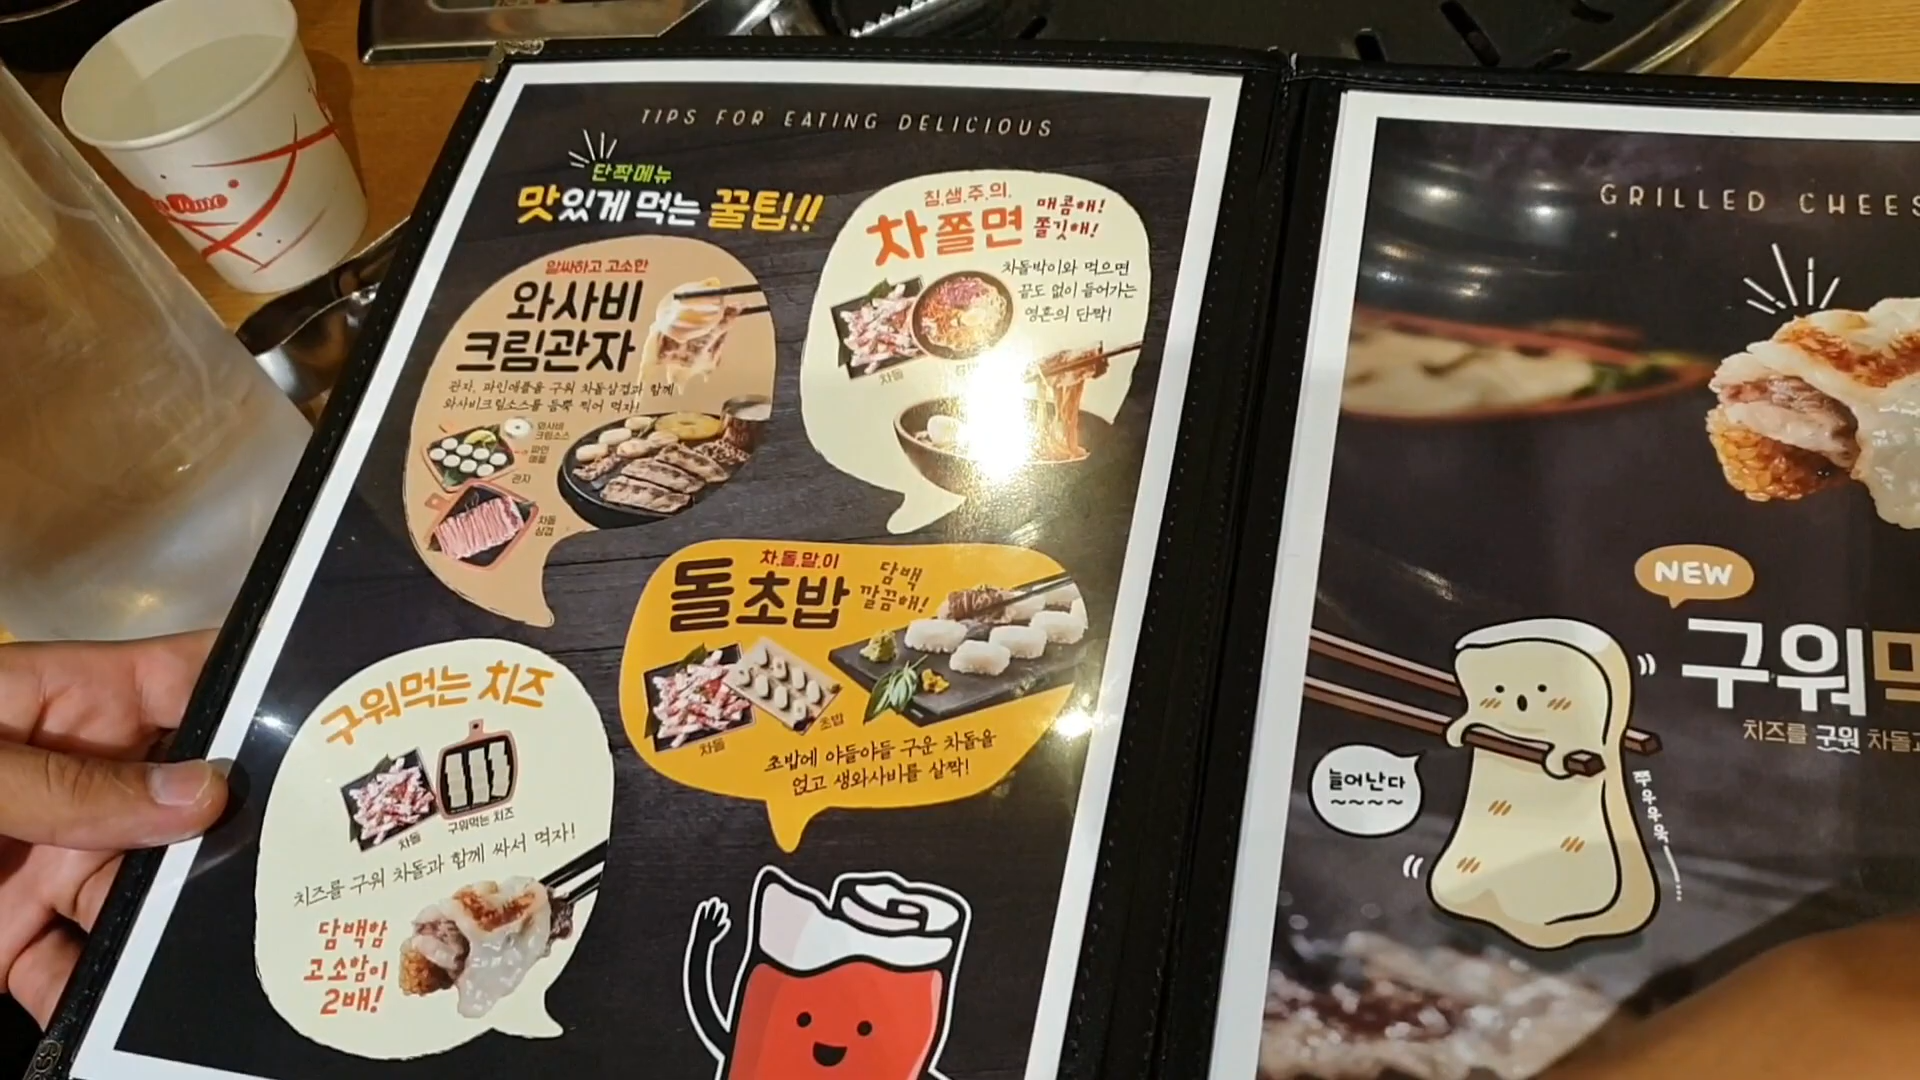 TIPS FOR EATING DELICIOUS
단짝메뉴
맛있게 먹는 꿀팁!!
알싸하고 고소한
와사비
크림관자
관자, 파인애플을 구워 차돌삼겹과 함께
와사비크림소스를 듬뿍 찍어 먹자!
와사비
크림소스
파인
애플
관자
차돌
삼겹
침.샘.주.의.
차쫄면
매콤해!
쫄깃해!
차돌박이와 먹으면
끝도 없이 들어가는
영혼의 단짝!
차돌
차.돌.말.이
돌초밥
담백
깔끔해!
차돌
초밥
초밥에 야들야들 구운 차돌을
얹고 생와사비를 살짝!
구워먹는 치즈
차돌
구워먹는 치즈
치즈를 구워 차돌과 함께 싸서 먹자!
담백함
고소함이
2배!
GRILLED CHEES
NEW
구워
치즈를 구워 차돌
늘어난다
~~~~
쭈우우욱